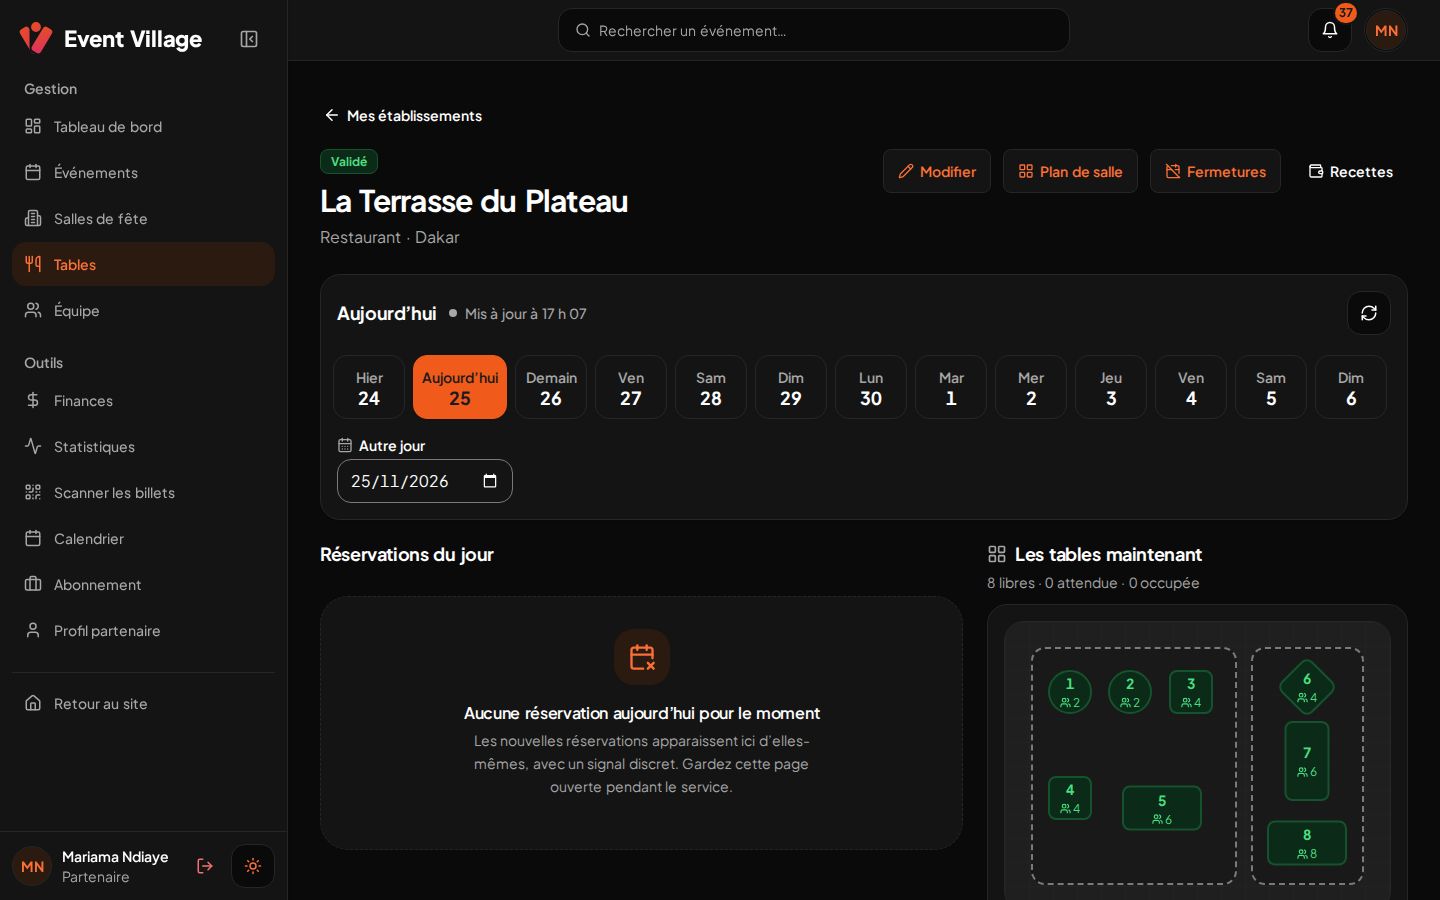 Event Village
Rechercher un événement…
37
MN
Gestion
Tableau de bord
Événements
Salles de fête
Tables
Équipe
Outils
Finances
Statistiques
Scanner les billets
Calendrier
Abonnement
Profil partenaire
Retour au site
MN
Mariama Ndiaye
Partenaire
Mes établissements
Validé
La Terrasse du Plateau
Restaurant · Dakar
Modifier
Plan de salle
Fermetures
Recettes
Aujourd’hui
Mis à jour à 17 h 07
Hier
24
Aujourd’hui
25
Demain
26
Ven
27
Sam
28
Dim
29
Lun
30
Mar
1
Mer
2
Jeu
3
Ven
4
Sam
5
Dim
6
Autre jour
25/11/2026
Réservations du jour
Aucune réservation aujourd’hui pour le moment
Les nouvelles réservations apparaissent ici d’elles-
mêmes, avec un signal discret. Gardez cette page
ouverte pendant le service.
Les tables maintenant
8 libres · 0 attendue · 0 occupée
1
2
2
2
3
4
4
4
5
6
6
4
7
6
8
8